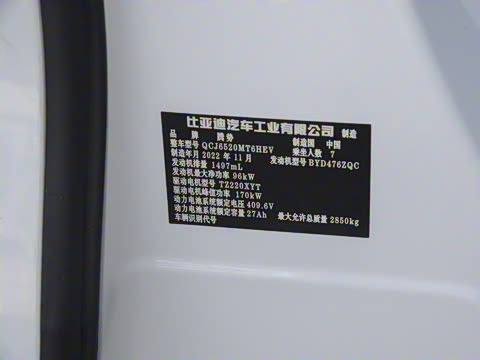 比亚迪汽车工业有限公司 制造
品牌 腾势 制造国 中国
整车型号 QCJ6520MT6HEV 乘坐人数 7
制造年月 2022 年 11 月 发动机型号 BYD476ZQC
发动机排量 1497mL
发动机最大净功率 96kW
驱动电机型号 TZ220XYT
驱动电机峰值功率 170kW
动力电池系统额定电压 409.6V
动力电池系统额定容量 27Ah 最大允许总质量 2850kg
车辆识别代号